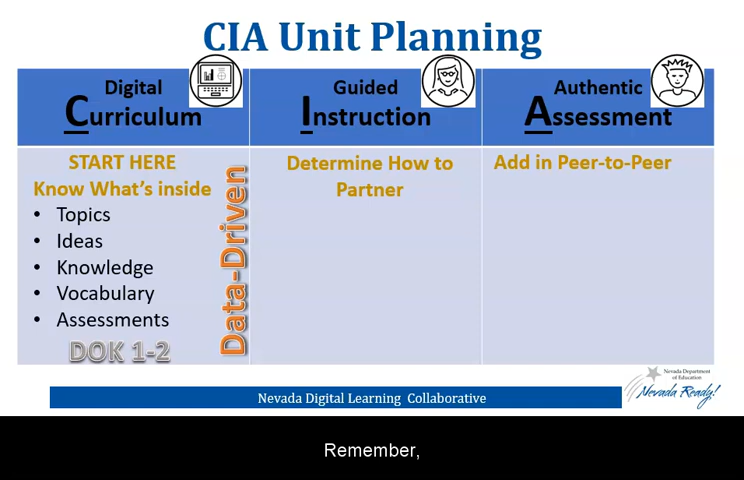 CIA Unit Planning
Digital
Curriculum
Guided
Instruction
Authentic
Assessment
START HERE
Know What's inside
• Topics
• Ideas
• Knowledge
• Vocabulary
• Assessments
DOK 1-2
Data-Driven
Determine How to
Partner
Add in Peer-to-Peer
Nevada Digital Learning Collaborative
Nevada Department
of Education
Nevada Ready!
Remember,